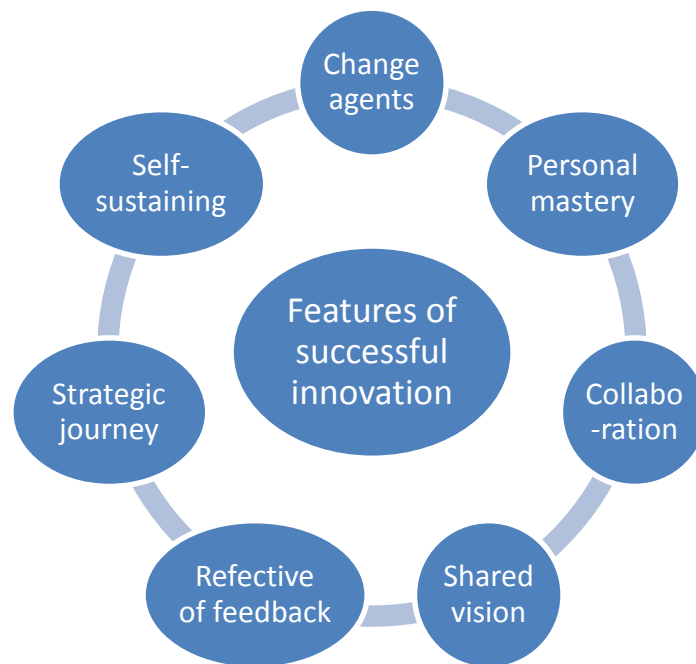 Change
agents
Personal
mastery
Collabo
-ration
Shared
vision
Refective
of feedback
Strategic
journey
Self-
sustaining
Features of
successful
innovation